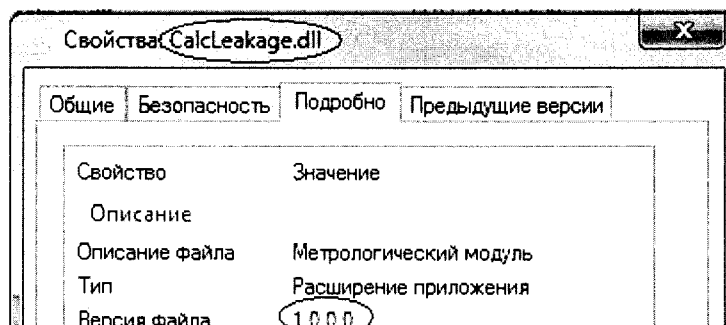 Свойства: CalcLeakage.dll
Общие Безопасность Подробно Предыдущие версии
Свойство Значение
Описание
Описание файла Метрологический модуль
Тип Расширение приложения
Версия файла 1.0.0.0